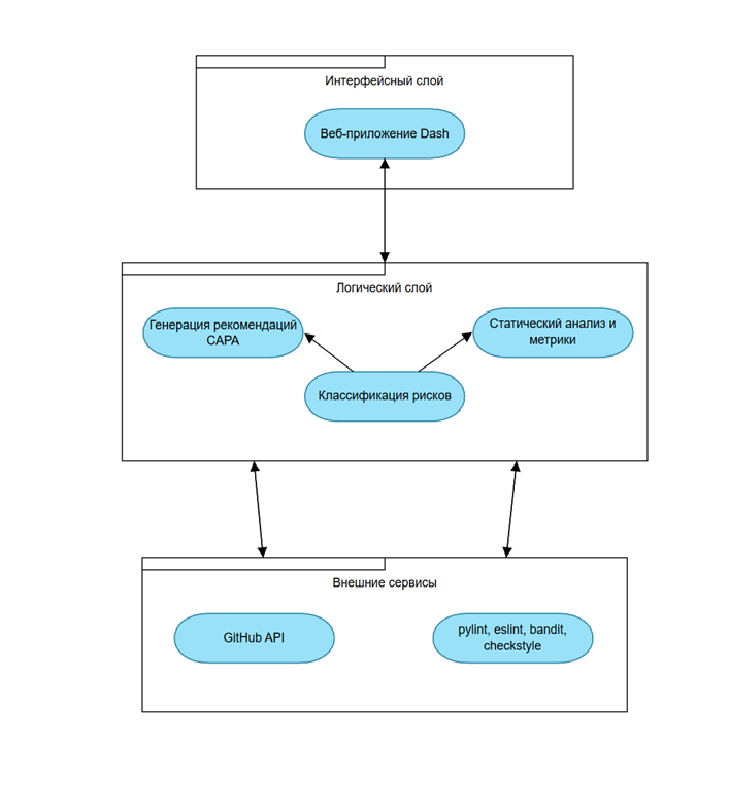 Интерфейсный слой
Веб-приложение Dash
Логический слой
Генерация рекомендаций
CAPA
Статический анализ и
метрики
Классификация рисков
Внешние сервисы
GitHub API
pylint, eslint, bandit,
checkstyle